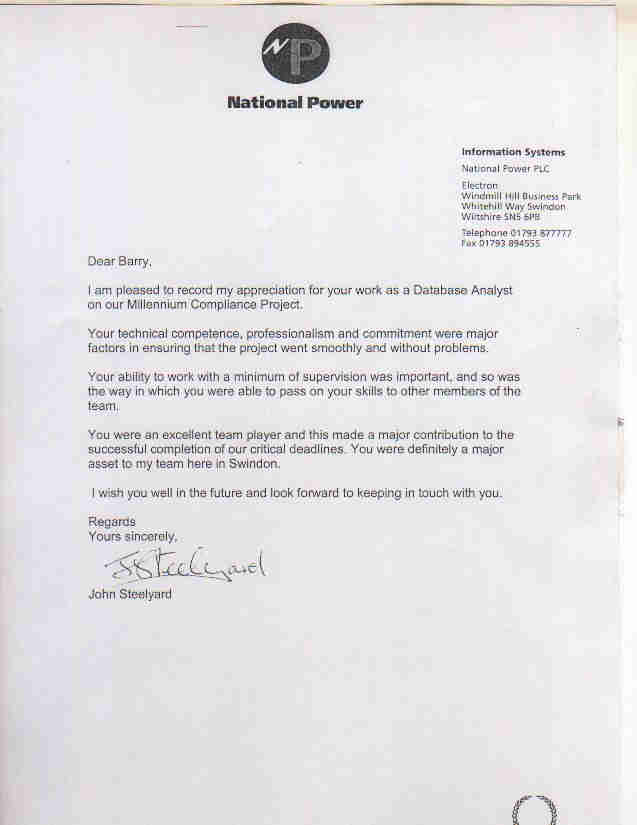 NP
National Power
Information Systems
National Power PLC
Electron
Windmill Hill Business Park
Whitehill Way Swindon
Wiltshire SN5 6PB
Telephone 01793 877777
Fax 01793 894555
Dear Barry,
I am pleased to record my appreciation for your work as a Database Analyst
on our Millennium Compliance Project.
Your technical competence, professionalism and commitment were major
factors in ensuring that the project went smoothly and without problems.
Your ability to work with a minimum of supervision was important, and so was
the way in which you were able to pass on your skills to other members of the
team.
You were an excellent team player and this made a major contribution to the
successful completion of our critical deadlines. You were definitely a major
asset to my team here in Swindon.
I wish you well in the future and look forward to keeping in touch with you.
Regards
Yours sincerely,
J Steelyard
John Steelyard